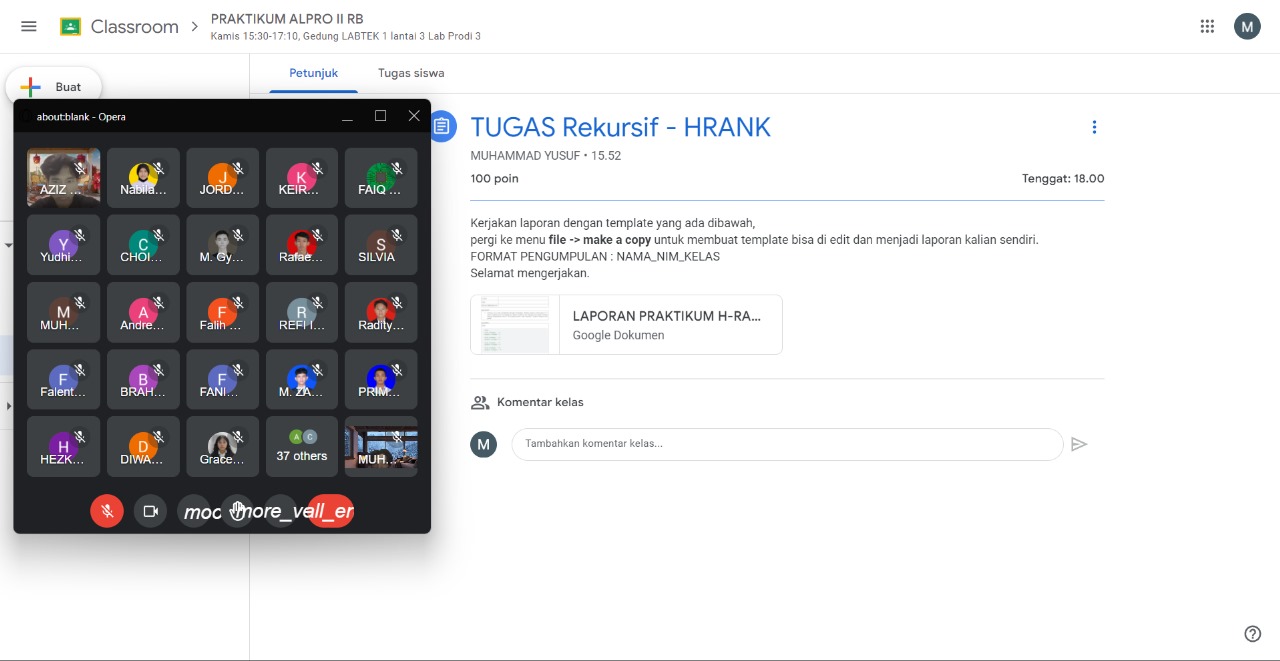 Classroom
PRAKTIKUM ALPRO II RB
Kamis 15:30-17:10, Gedung LABTEK 1 lantai 3 Lab Prodi 3
M
Buat
Petunjuk
Tugas siswa
about:blank - Opera
AZIZ ...
Nabila...
J
JORD...
K
KEIR...
FAIQ ...
Y
Yudhi...
C
CHOI...
M. Gy...
Rafae...
S
SILVIA
M
MUH...
A
Andre...
F
Falih ...
R
REFI I...
Radity...
F
Falent...
B
BRAH...
F
FANI...
M. ZA...
PRIM...
H
HEZK...
D
DIWA...
Grace...
A C
37 others
MUH...
TUGAS Rekursif - HRANK
MUHAMMAD YUSUF • 15.52
100 poin
Tenggat: 18.00
Kerjakan laporan dengan template yang ada dibawah,
pergi ke menu file -> make a copy untuk membuat template bisa di edit dan menjadi laporan kalian sendiri.
FORMAT PENGUMPULAN : NAMA_NIM_KELAS
Selamat mengerjakan.
LAPORAN PRAKTIKUM H-RA...
Google Dokumen
Komentar kelas
M
Tambahkan komentar kelas...